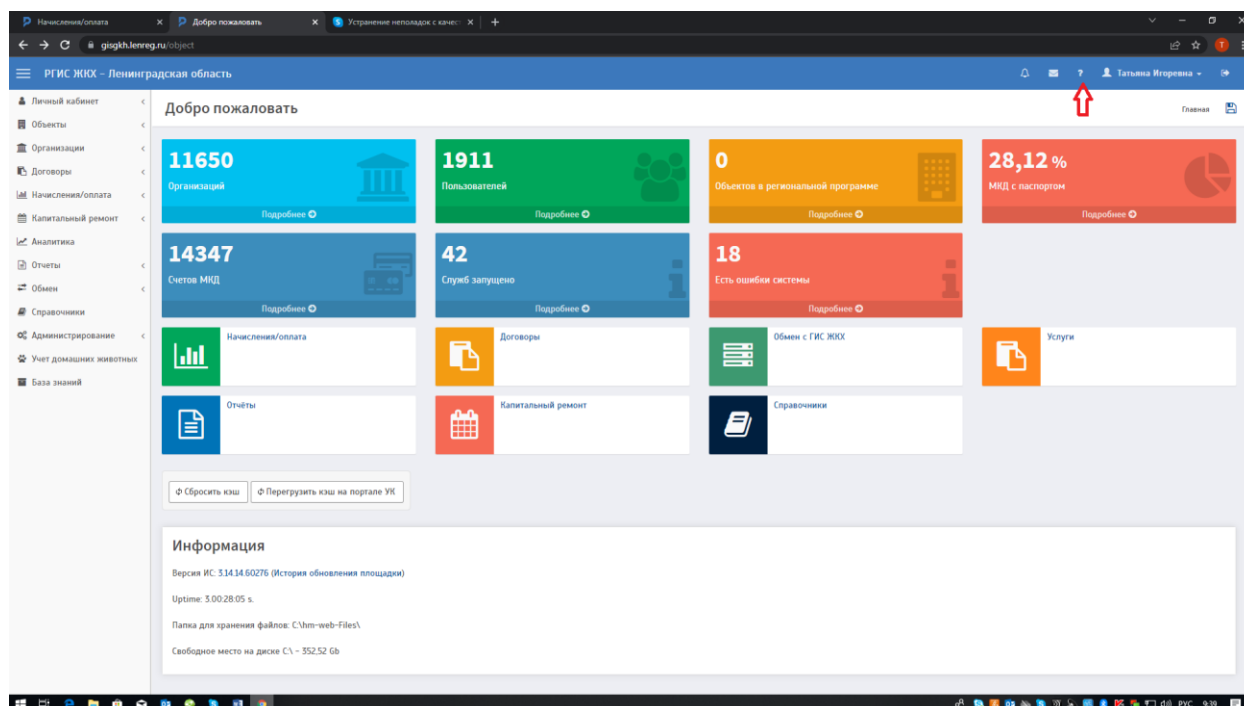 Начисления/оплата
Добро пожаловать
Устранение неполадок с качес
gisgkh.lenreg.ru/object
РГИС ЖКХ – Ленинградская область
? Татьяна Игоревна
Личный кабинет
Объекты
Организации
Договоры
Начисления/оплата
Капитальный ремонт
Аналитика
Отчеты
Обмен
Справочники
Администрирование
Учет домашних животных
База знаний
Добро пожаловать
Главная
11650
Организаций
Подробнее
1911
Пользователей
Подробнее
0
Объектов в региональной программе
Подробнее
28,12 %
МКД с паспортом
Подробнее
14347
Счетов МКД
Подробнее
42
Служб запущено
Подробнее
18
Есть ошибки системы
Подробнее
Начисления/оплата
Договоры
Обмен с ГИС ЖКХ
Услуги
Отчёты
Капитальный ремонт
Справочники
Сбросить кэш
Перегрузить кэш на портале УК
Информация
Версия ИС: 3.14.14.60276 (История обновления площадки)
Uptime: 3.00:28:05 s.
Папка для хранения файлов: C:\hm-web-Files\
Свободное место на диске C:\ – 352,52 Gb
РУС 9:39